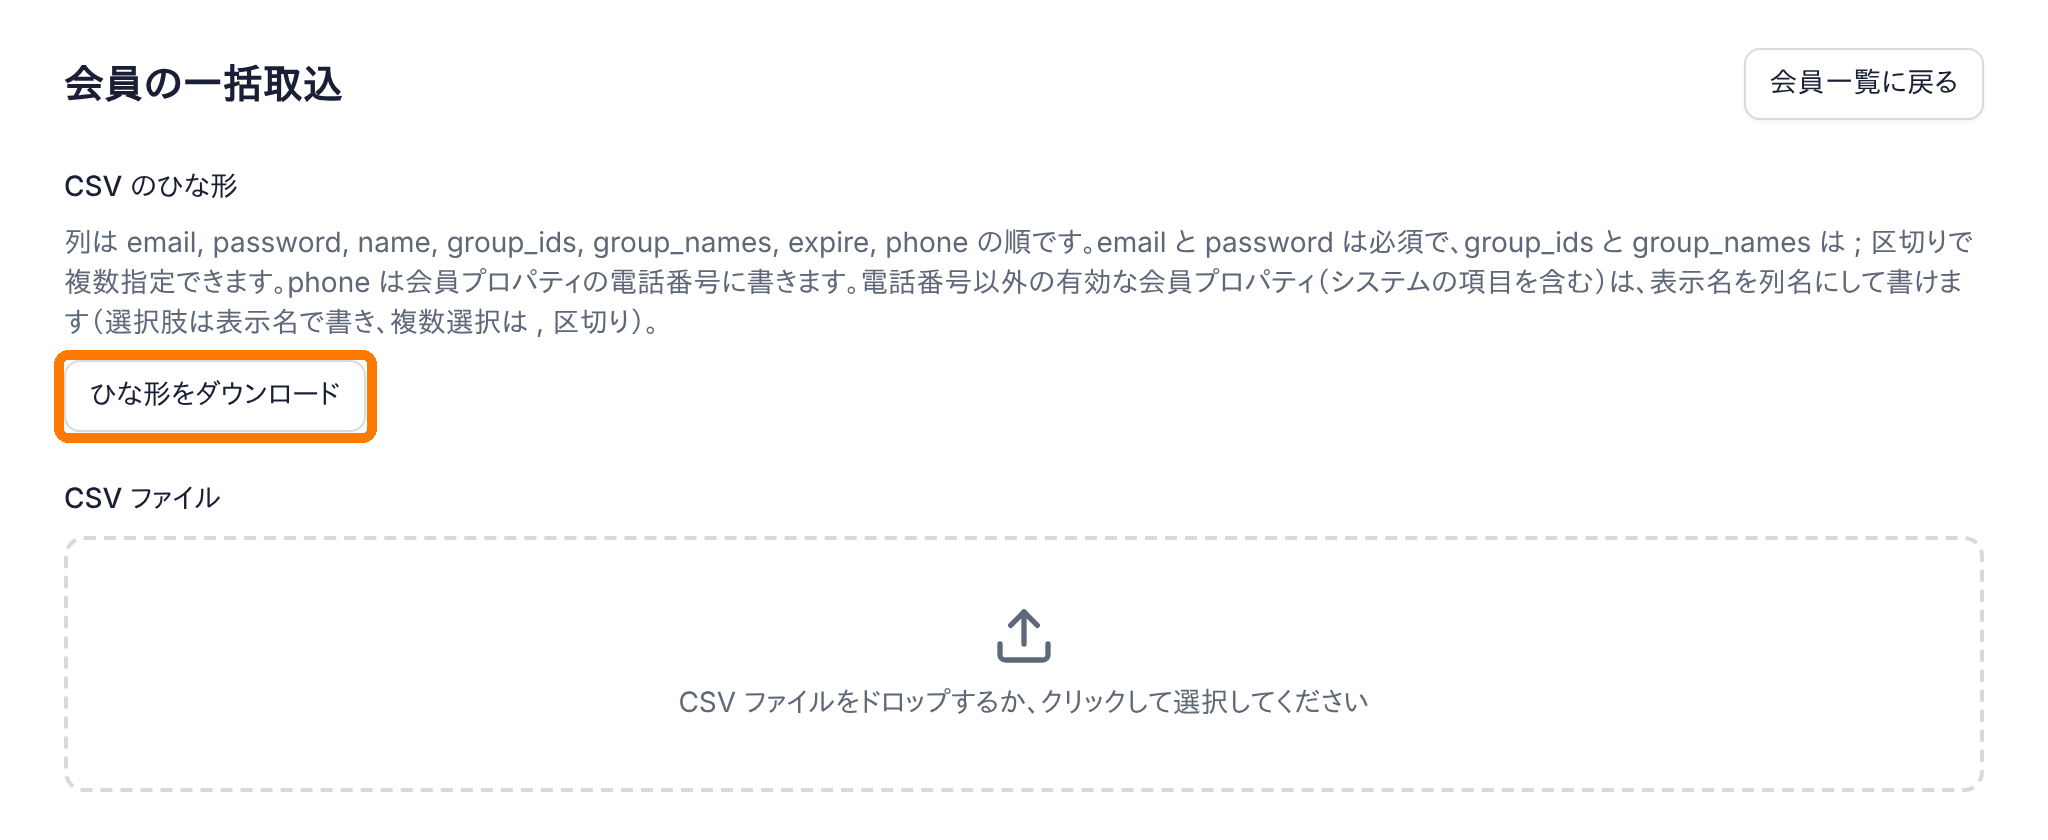 会員の一括取込
会員一覧に戻る
CSV のひな形
列は email, password, name, group_ids, group_names, expire, phone の順です。email と password は必須で、group_ids と group_names は ; 区切りで
複数指定できます。phone は会員プロパティの電話番号に書きます。電話番号以外の有効な会員プロパティ（システムの項目を含む）は、表示名を列名にして書けま
す（選択肢は表示名で書き、複数選択は , 区切り）。
ひな形をダウンロード
CSV ファイル
CSV ファイルをドロップするか、クリックして選択してください